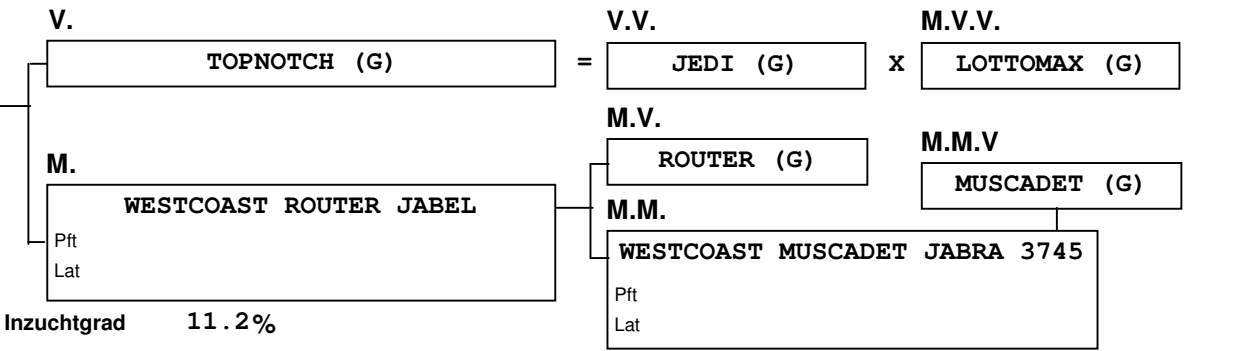 V.
V.V.
M.V.V.
TOPNOTCH (G) = JEDI (G) X LOTTOMAX (G)
M.V.
ROUTER (G)
M.M.V
MUSCADET (G)
M.
WESTCOAST ROUTER JABEL
Pft
Lat
M.M.
WESTCOAST MUSCADET JABRA 3745
Pft
Lat
Inzuchtgrad 11.2%